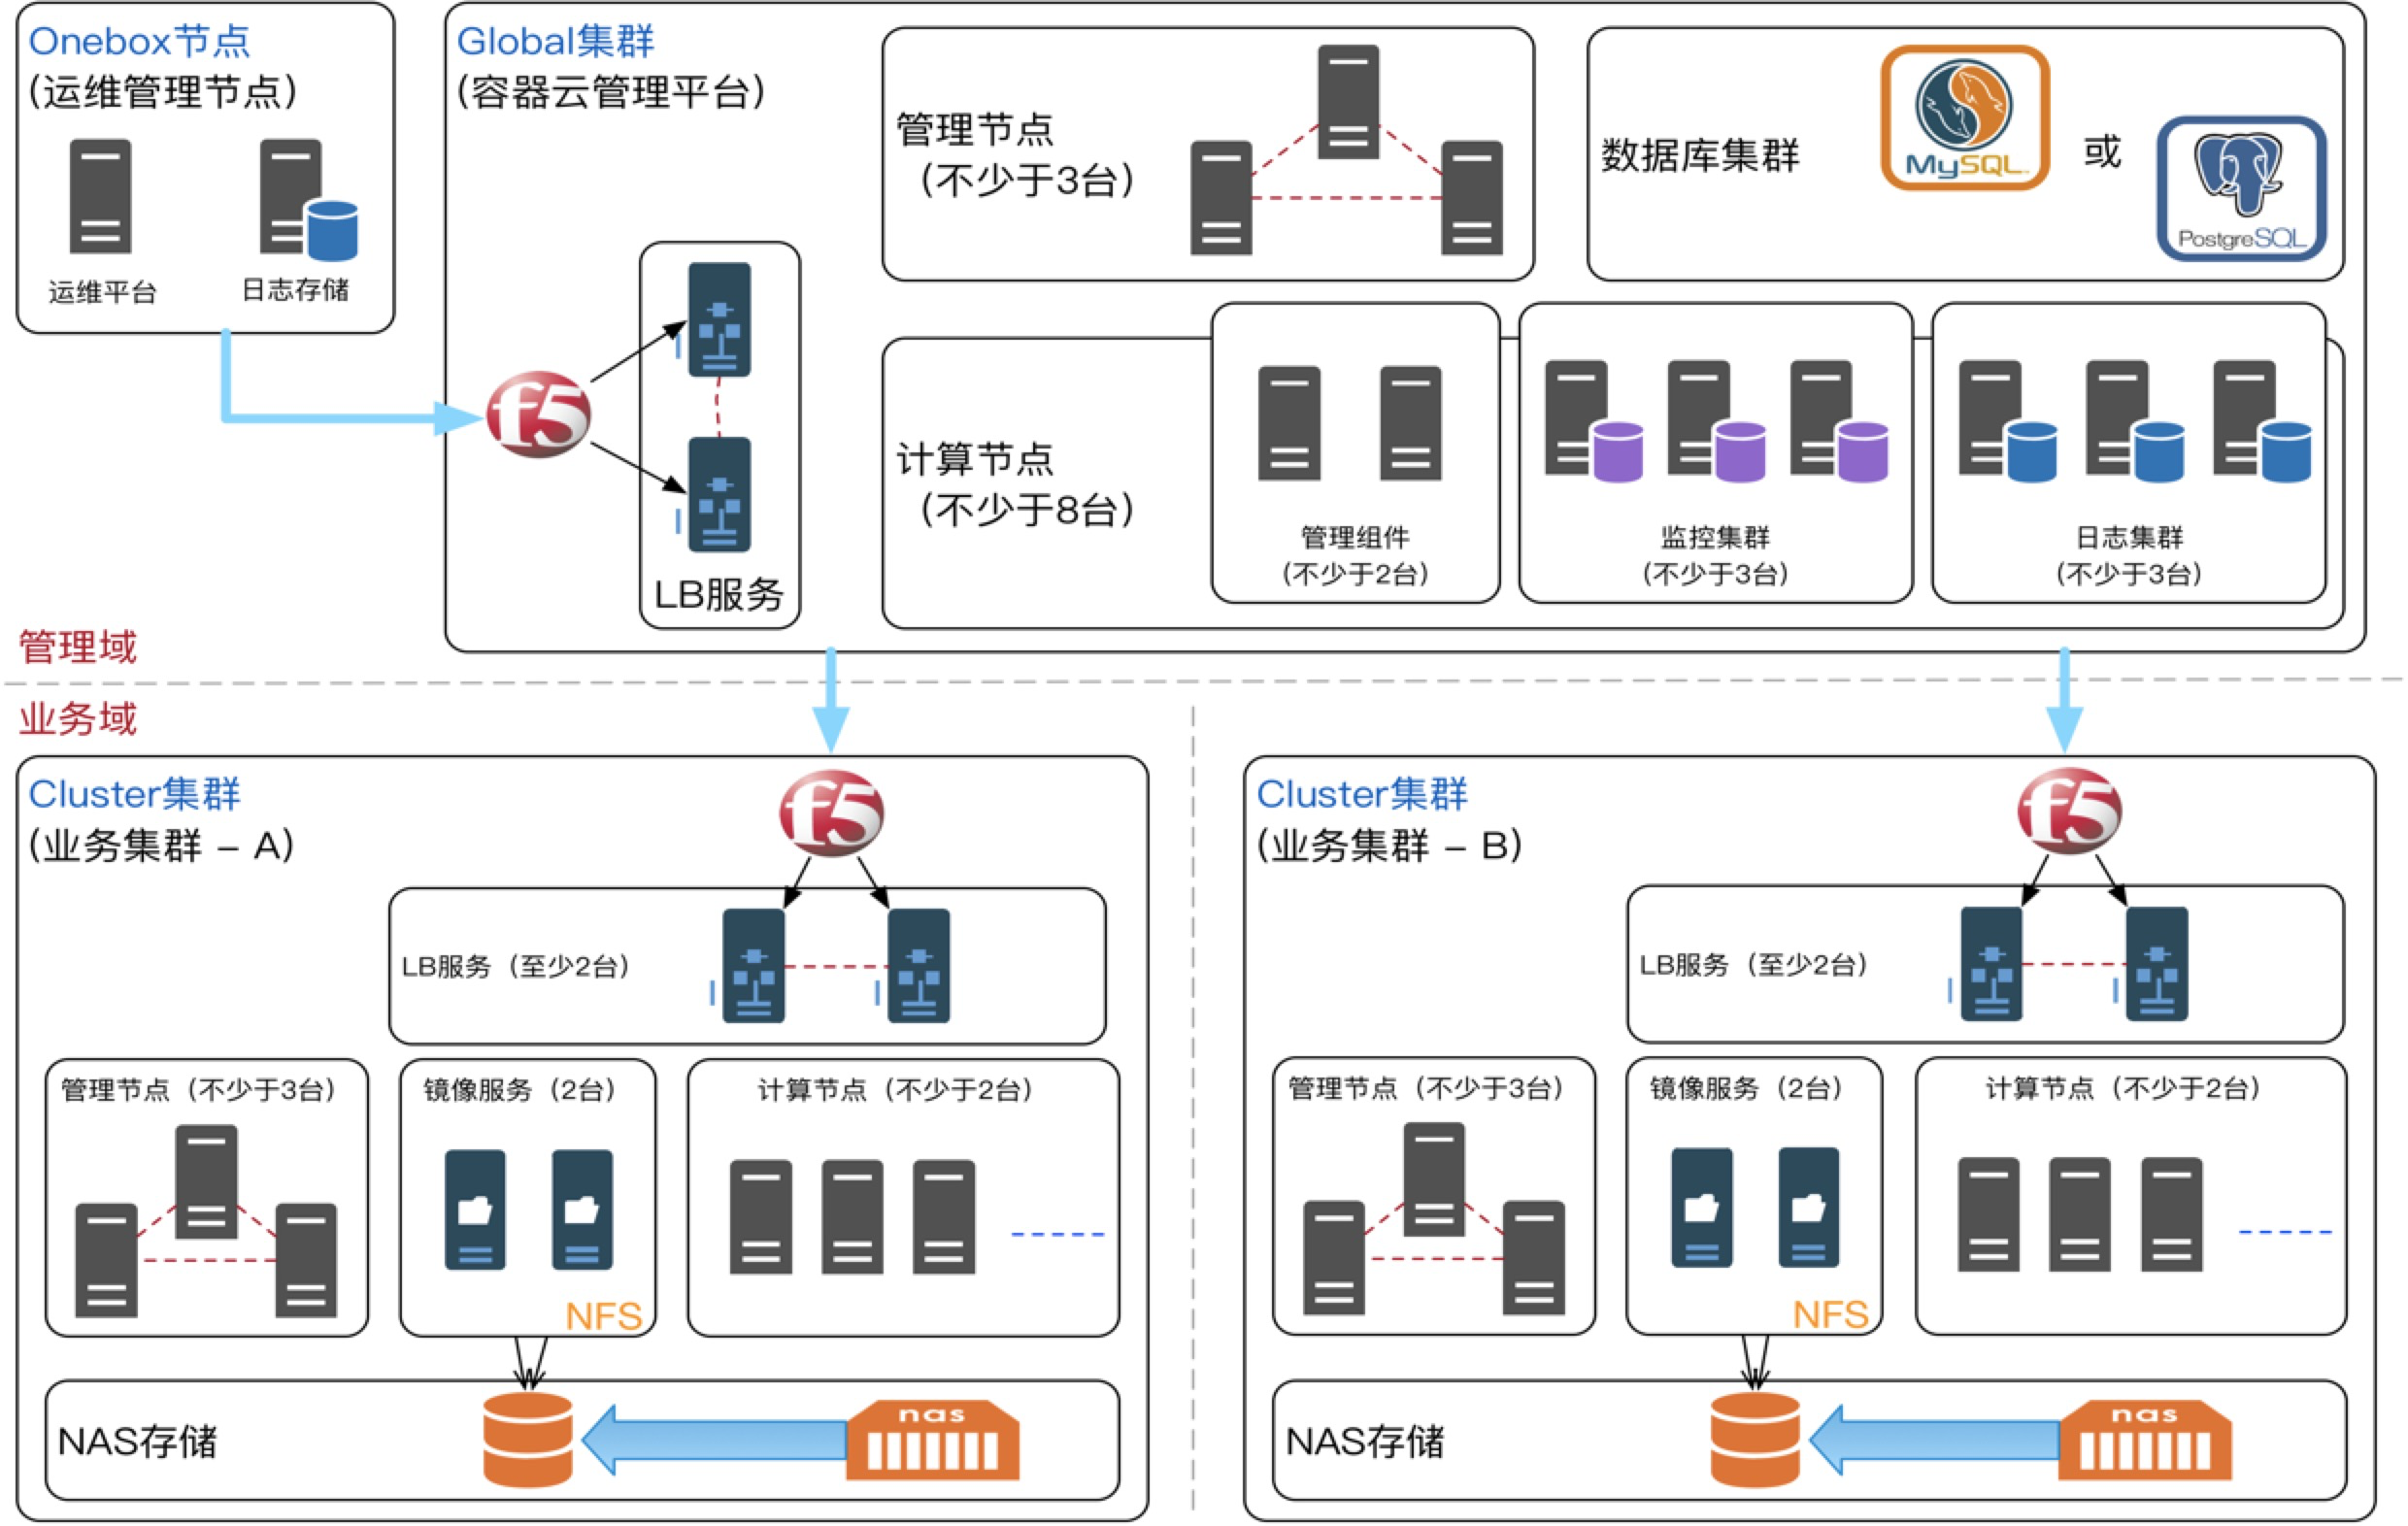 Onebox节点
(运维管理节点)
运维平台
日志存储
Global集群
(容器云管理平台)
f5
LB服务
管理节点
(不少于3台)
数据库集群
MySQL
或
PostgreSQL
计算节点
(不少于8台)
管理组件
(不少于2台)
监控集群
(不少于3台)
日志集群
(不少于3台)
管理域
业务域
Cluster集群
(业务集群 – A)
f5
LB服务（至少2台）
管理节点（不少于3台）
镜像服务（2台）
NFS
计算节点（不少于2台）
NAS存储
nas
Cluster集群
(业务集群 – B)
f5
LB服务（至少2台）
管理节点（不少于3台）
镜像服务（2台）
NFS
计算节点（不少于2台）
NAS存储
nas